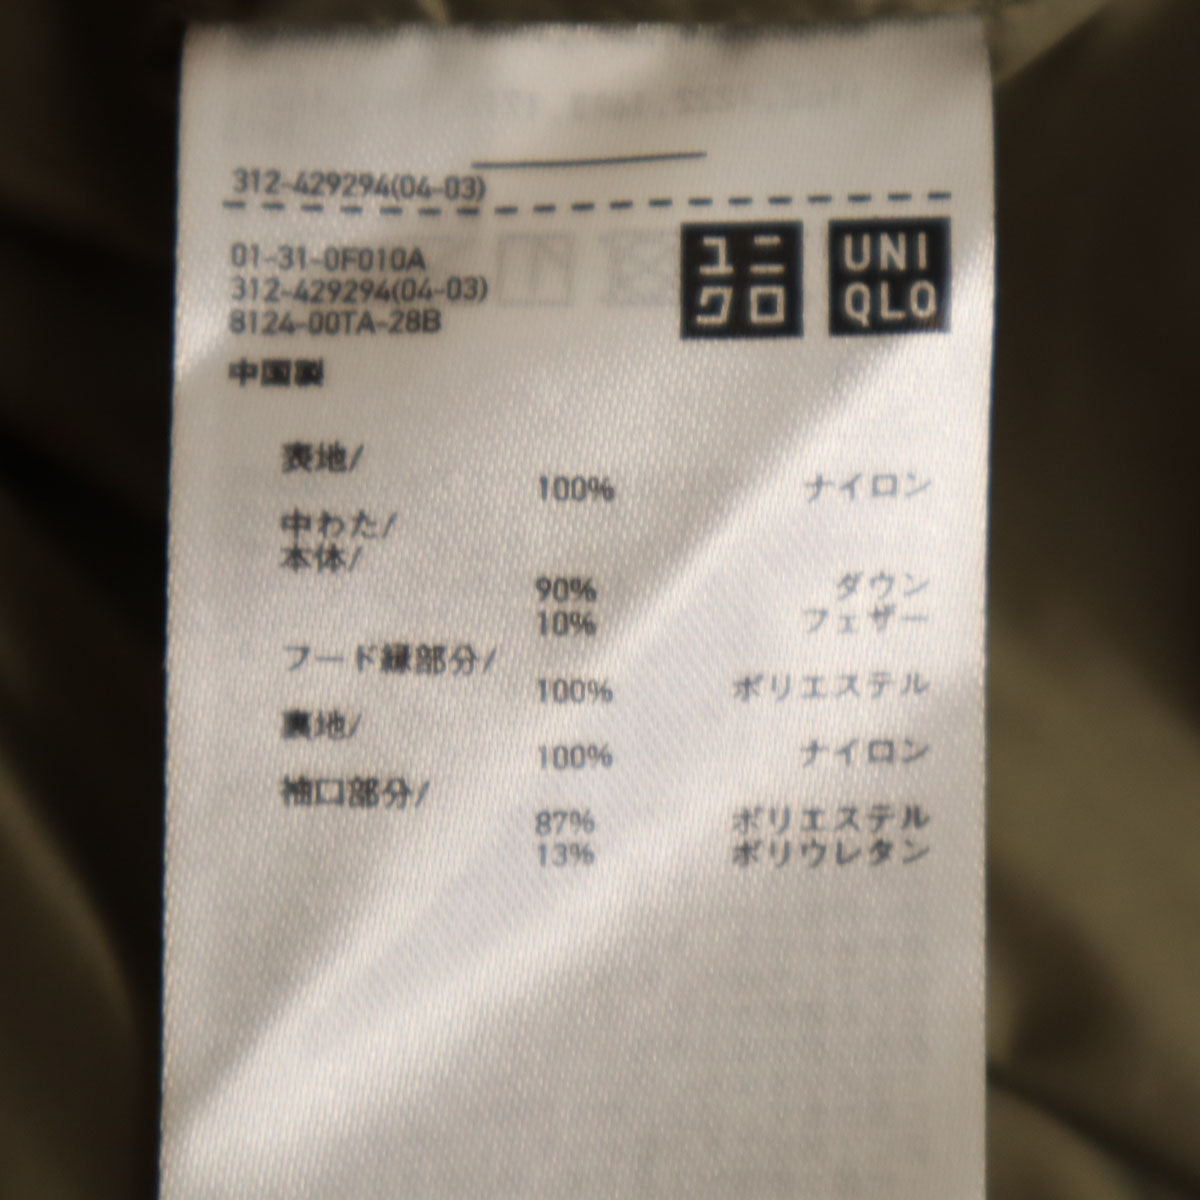 312-429294(04-03)
01-31-0F010A
312-429294(04-03)
8124-00TA-28B
ユニ
クロ
UNI
QLO
中国製
表地/
100% ナイロン
中わた/
本体/
90% ダウン
10% フェザー
フード縁部分/
100% ポリエステル
裏地/
100% ナイロン
袖口部分/
87% ポリエステル
13% ポリウレタン